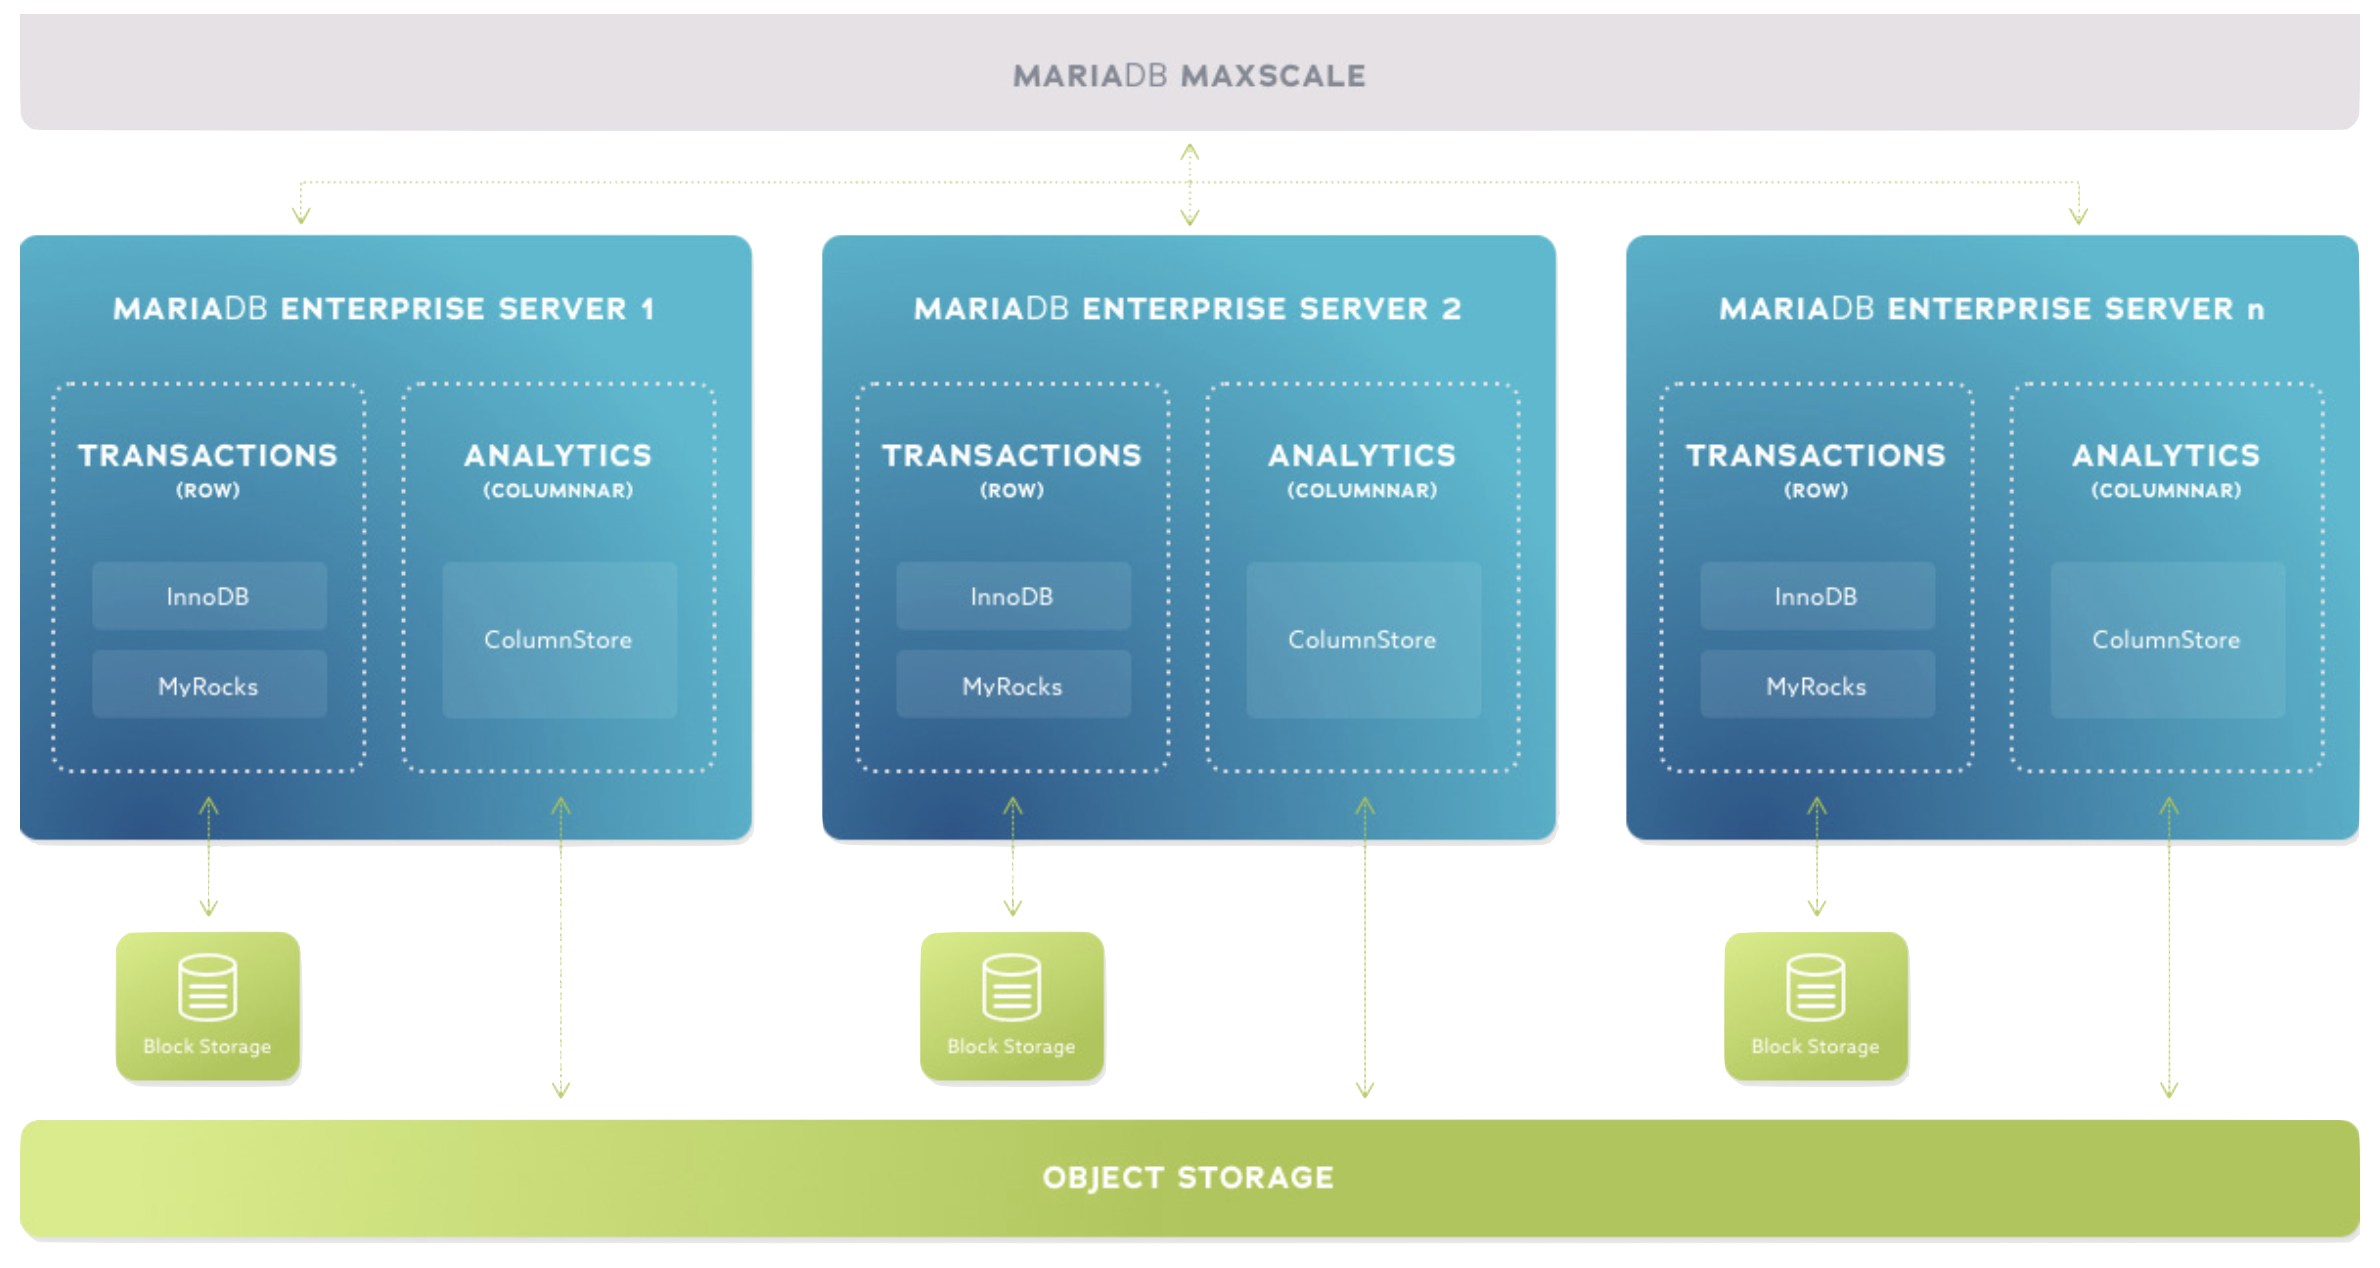 MARIADB MAXSCALE
MARIADB ENTERPRISE SERVER 1
TRANSACTIONS
(ROW)
InnoDB
MyRocks
ANALYTICS
(COLUMNNAR)
ColumnStore
MARIADB ENTERPRISE SERVER 2
TRANSACTIONS
(ROW)
InnoDB
MyRocks
ANALYTICS
(COLUMNNAR)
ColumnStore
MARIADB ENTERPRISE SERVER n
TRANSACTIONS
(ROW)
InnoDB
MyRocks
ANALYTICS
(COLUMNNAR)
ColumnStore
Block Storage
Block Storage
Block Storage
OBJECT STORAGE